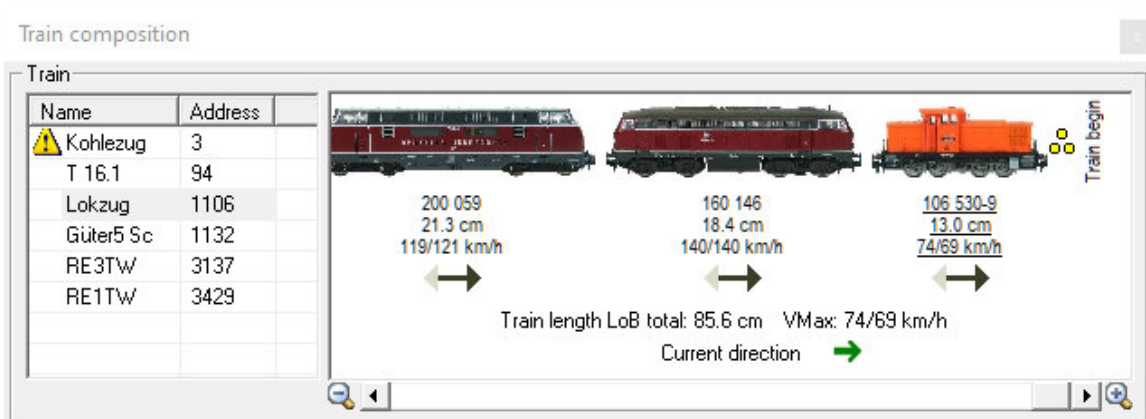 Train composition
Train
Name Address
Kohlezug 3
T 16.1 94
Lokzug 1106
Güter5 Sc 1132
RE3TW 3137
RE1TW 3429
200 059
21.3 cm
119/121 km/h
160 146
18.4 cm
140/140 km/h
106 530-9
13.0 cm
74/69 km/h
Train begin
Train length LoB total: 85.6 cm VMax: 74/69 km/h
Current direction